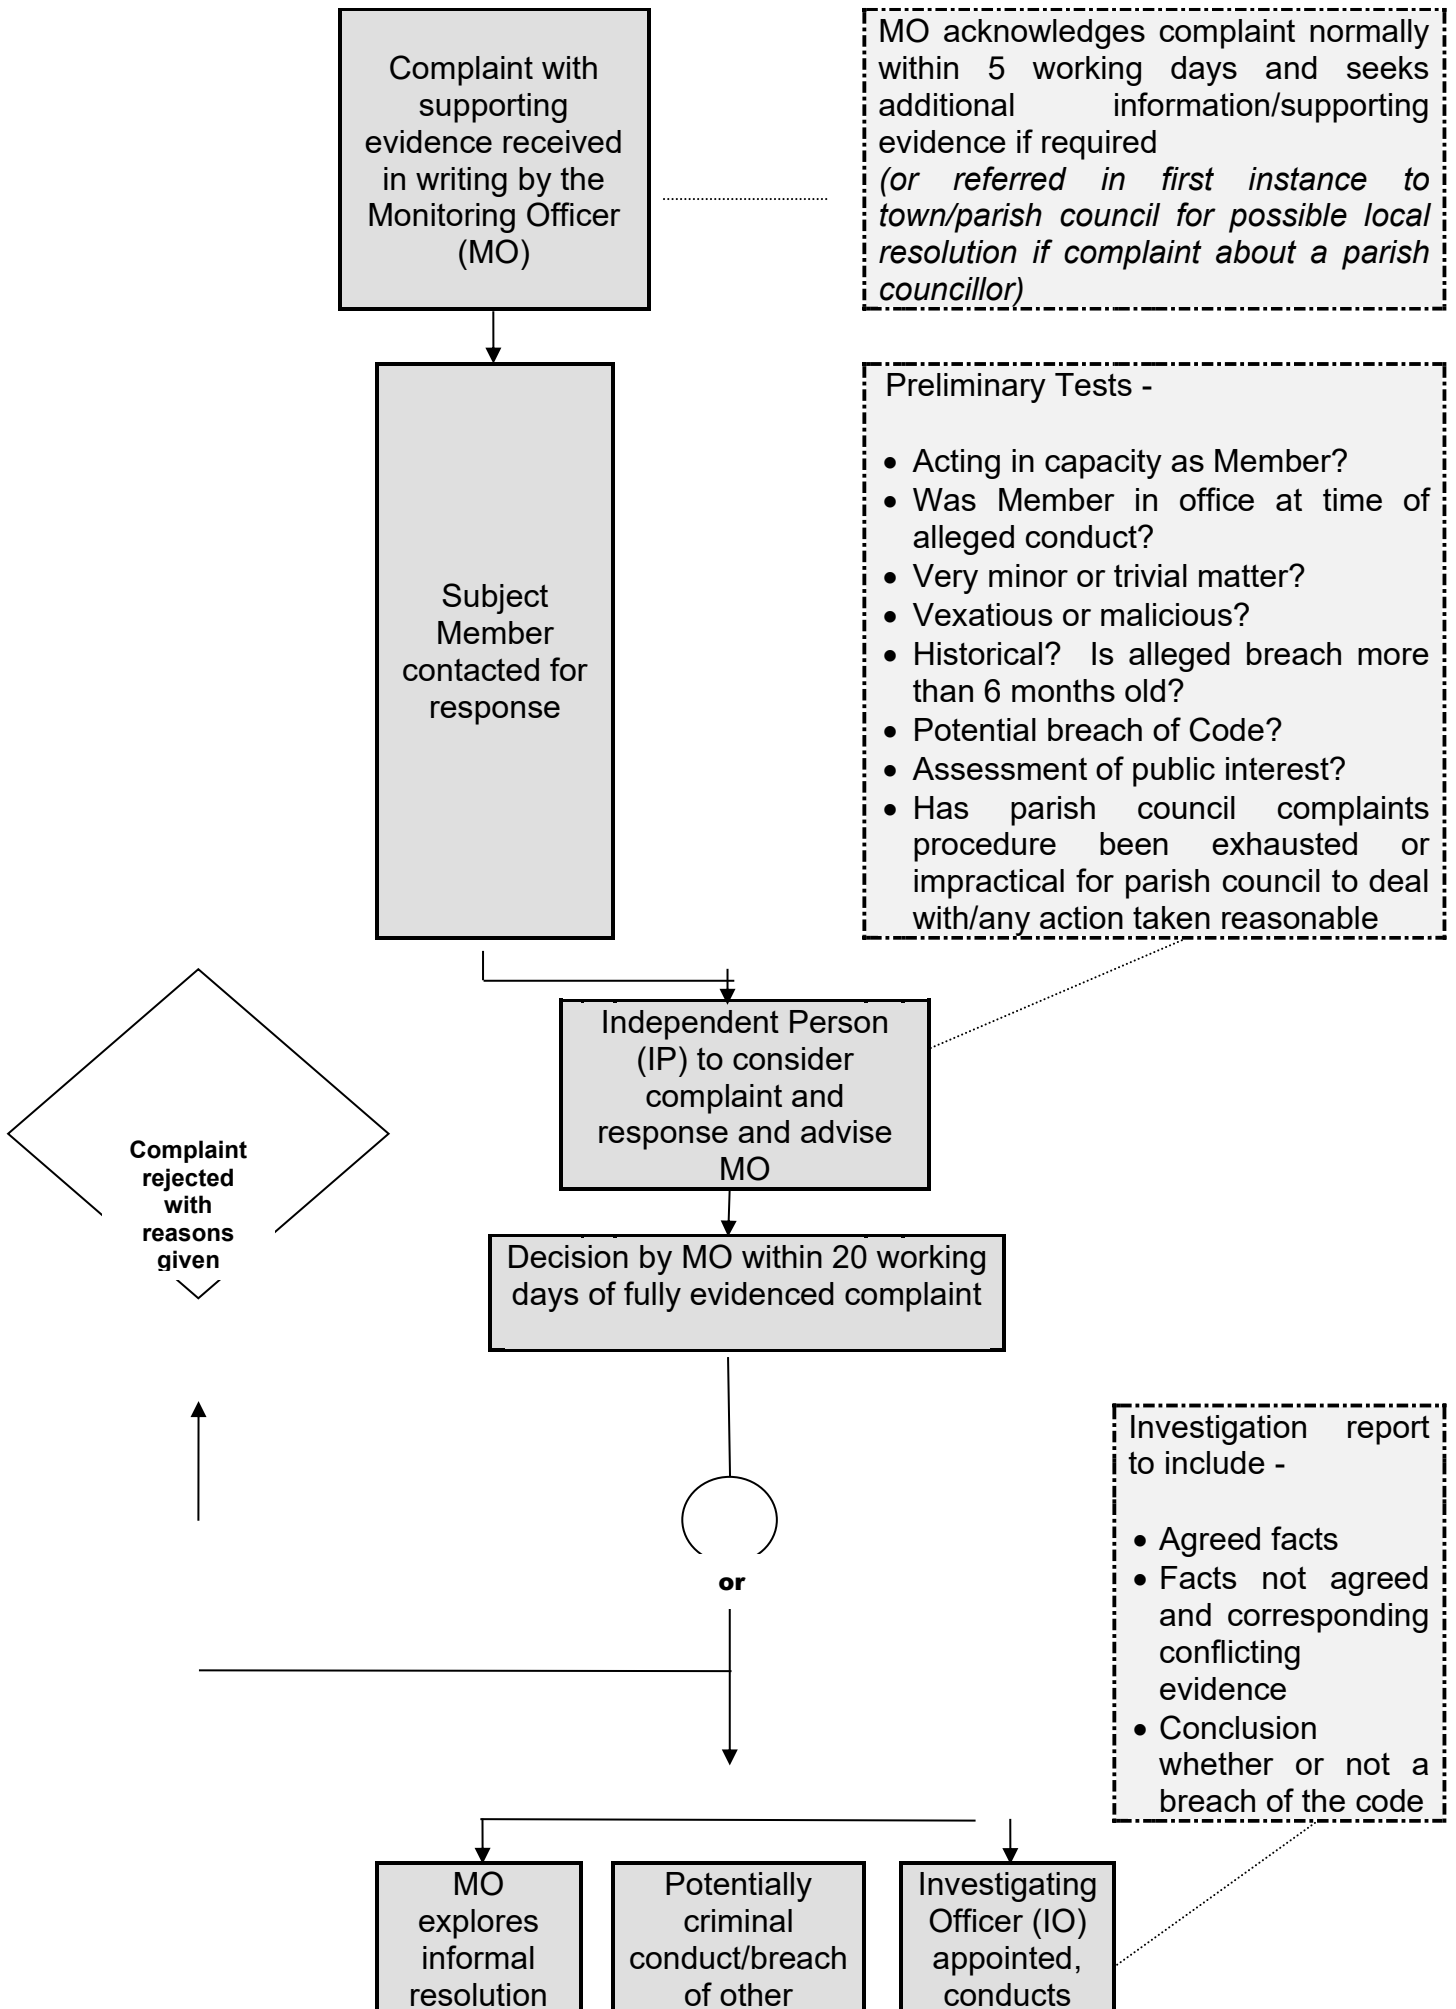 Complaint with
supporting
evidence received
in writing by the
Monitoring Officer
(MO)
MO acknowledges complaint normally
within 5 working days and seeks
additional information/supporting
evidence if required
(or referred in first instance to
town/parish council for possible local
resolution if complaint about a parish
councillor)
Subject
Member
contacted for
response
Preliminary Tests -
• Acting in capacity as Member?
• Was Member in office at time of
alleged conduct?
• Very minor or trivial matter?
• Vexatious or malicious?
• Historical? Is alleged breach more
than 6 months old?
• Potential breach of Code?
• Assessment of public interest?
• Has parish council complaints
procedure been exhausted or
impractical for parish council to deal
with/any action taken reasonable
Independent Person
(IP) to consider
complaint and
response and advise
MO
Complaint
rejected
with
reasons
given
Decision by MO within 20 working
days of fully evidenced complaint
or
Investigation report
to include -
• Agreed facts
• Facts not agreed
and corresponding
conflicting
evidence
• Conclusion
whether or not a
breach of the code
MO
explores
informal
resolution
Potentially
criminal
conduct/breach
of other
Investigating
Officer (IO)
appointed,
conducts